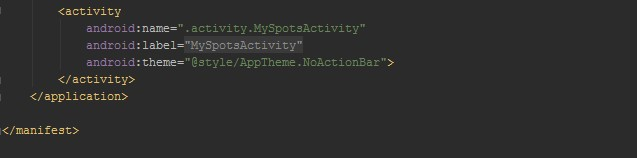 <activity
android:name=".activity.MySpotsActivity"
android:label="MySpotsActivity"
android:theme="@style/AppTheme.NoActionBar">
</activity>
</application>
</manifest>